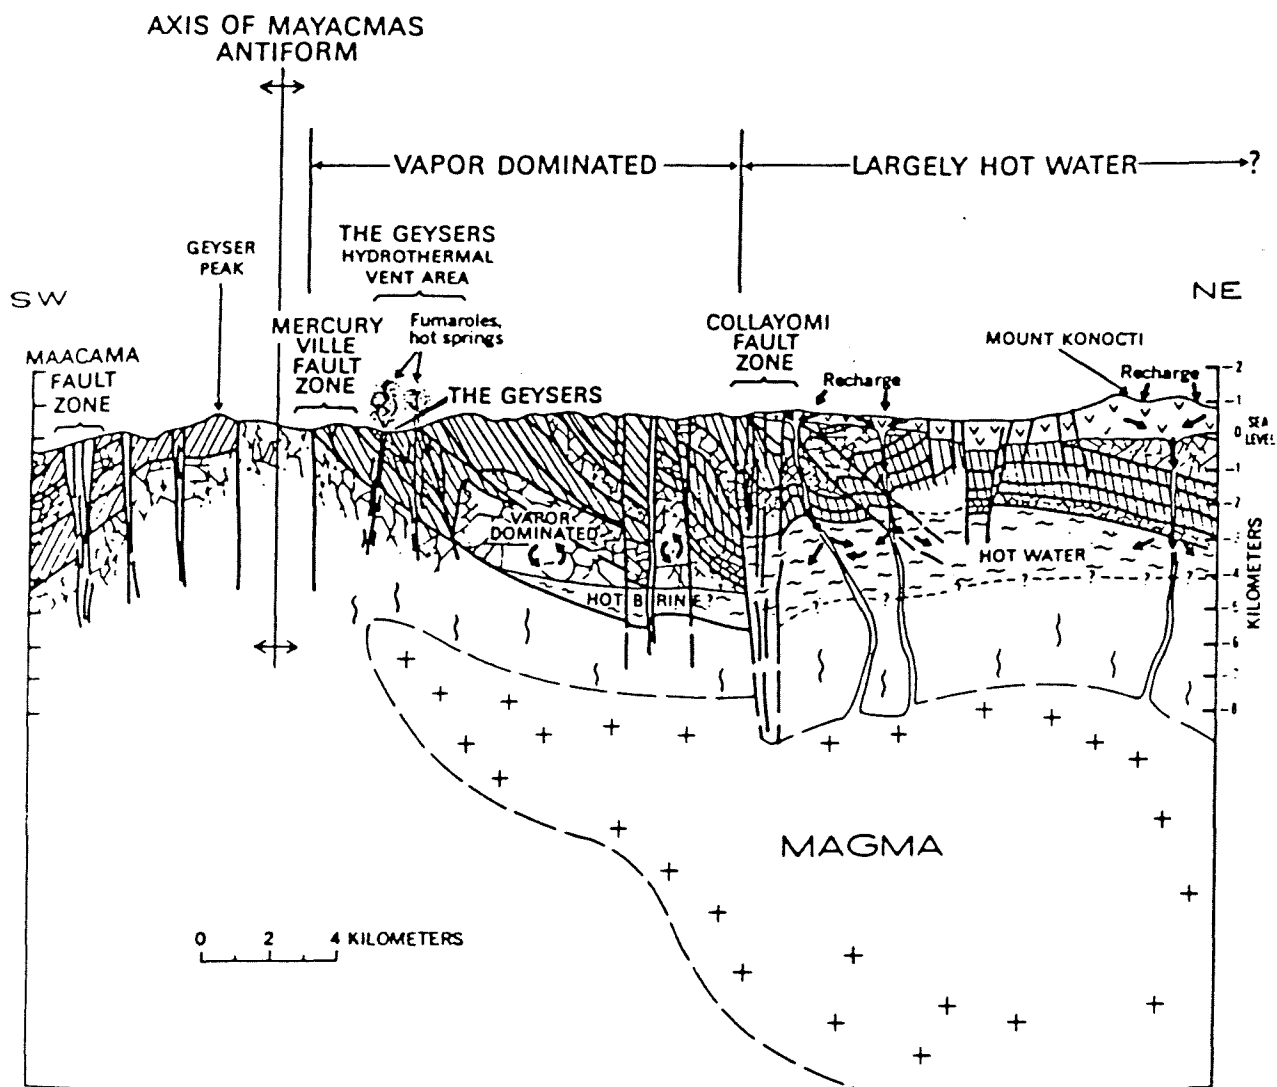 AXIS OF MAYACMAS
ANTIFORM
VAPOR DOMINATED
LARGELY HOT WATER
?
THE GEYSERS
HYDROTHERMAL
VENT AREA
GEYSER
PEAK
SW
NE
MERCURY
VILLE
FAULT
ZONE
Fumaroles,
hot springs
COLLAYOMI
FAULT
ZONE
MOUNT KONOCTI
MAACAMA
FAULT
ZONE
THE GEYSERS
Recharge
Recharge
2
1
0
SEA
LEVEL
-1
-2
-3
-4
-5
-6
-7
-8
KILOMETERS
VAPOR
DOMINATED
HOT WATER
HOT BRINE ?
? ? ? ? ? ?
MAGMA
0 2 4 KILOMETERS